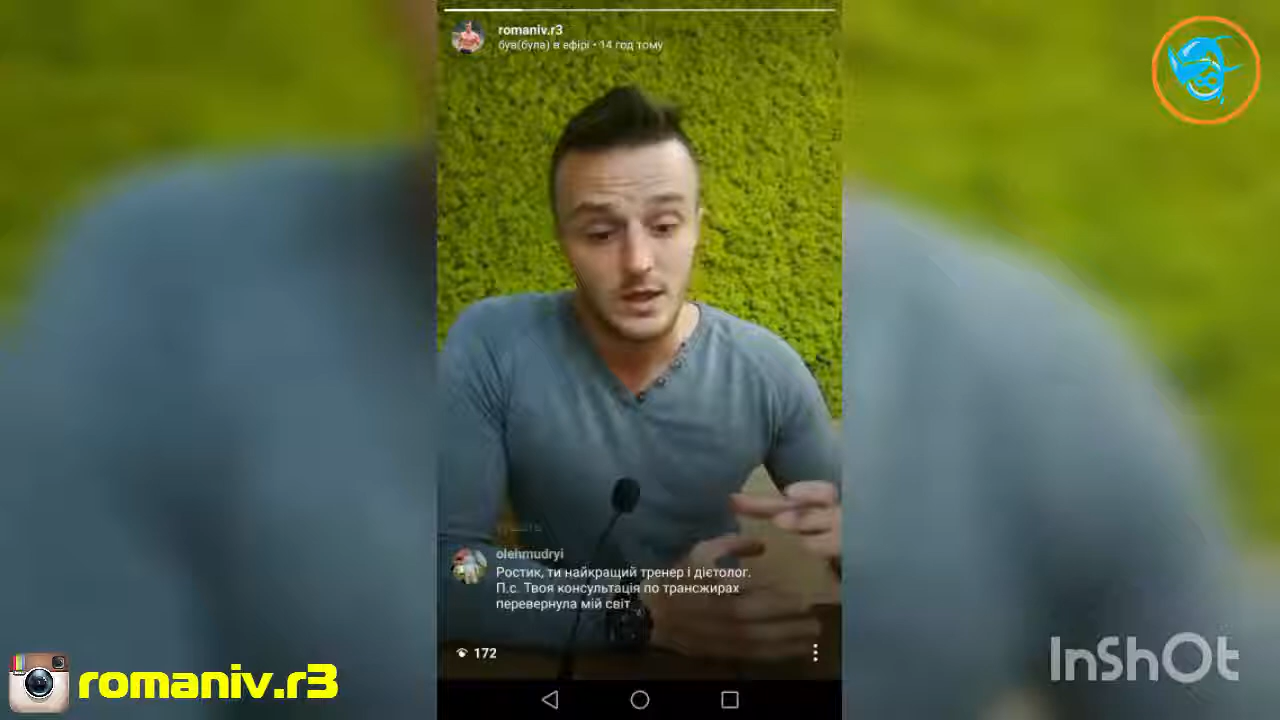 romaniv.r3
був(була) в ефірі • 14 год тому
olehmudryi
Ростик, ти найкращий тренер і дієтолог.
П.с. Твоя консультація по трансжирах
перевернула мій світ
172
romaniv.r3
InShOt